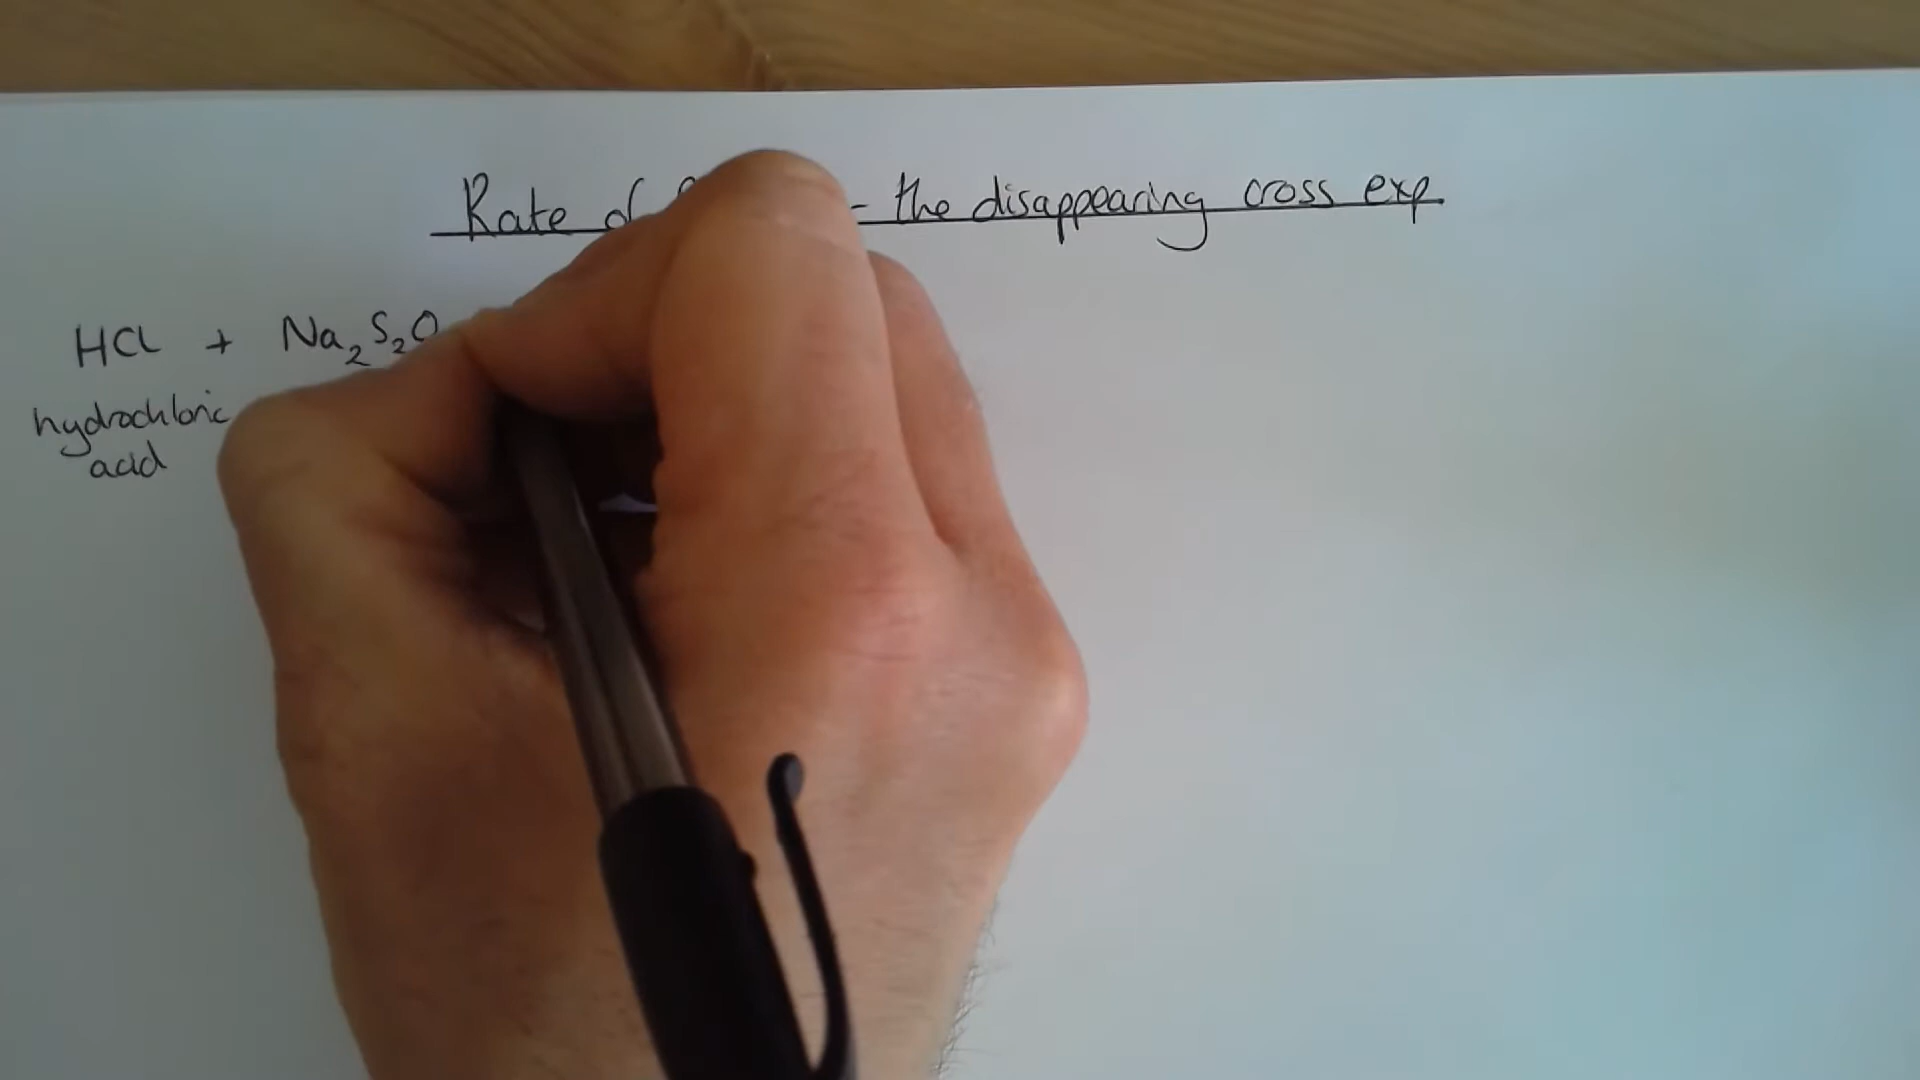 Rate of - the disappearing cross exp.
HCl + Na₂S₂O
hydrochloric
acid